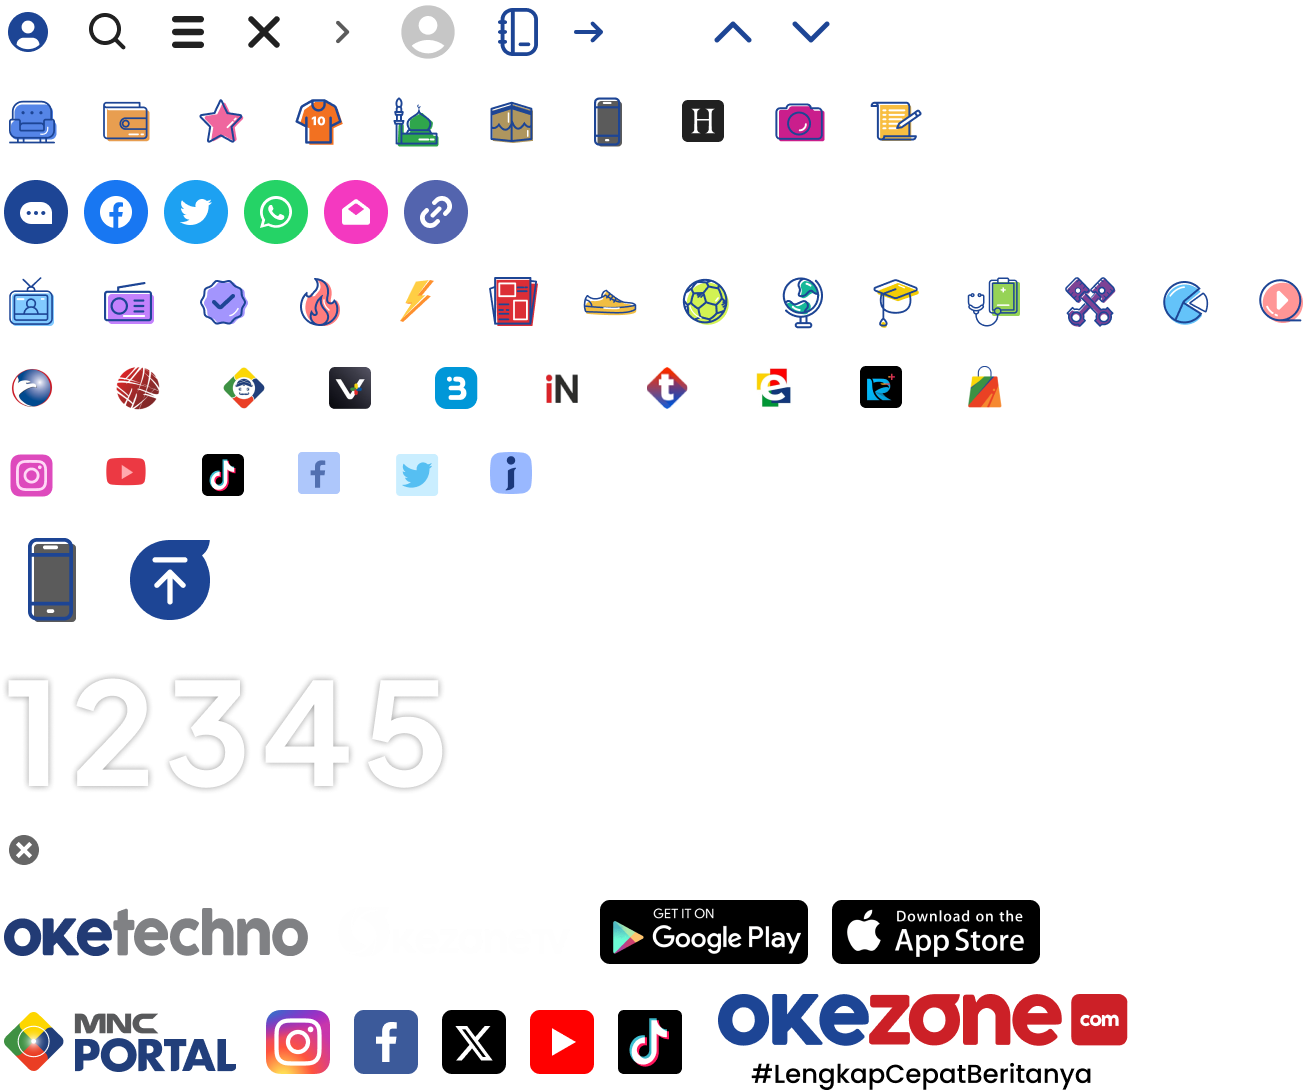 10
H
iN
t
e
R+
f
j
12345
oketechno
GET IT ON
Google Play
Download on the
App Store
MNC
PORTAL
f
X
okezone com
#LengkapCepatBeritanya